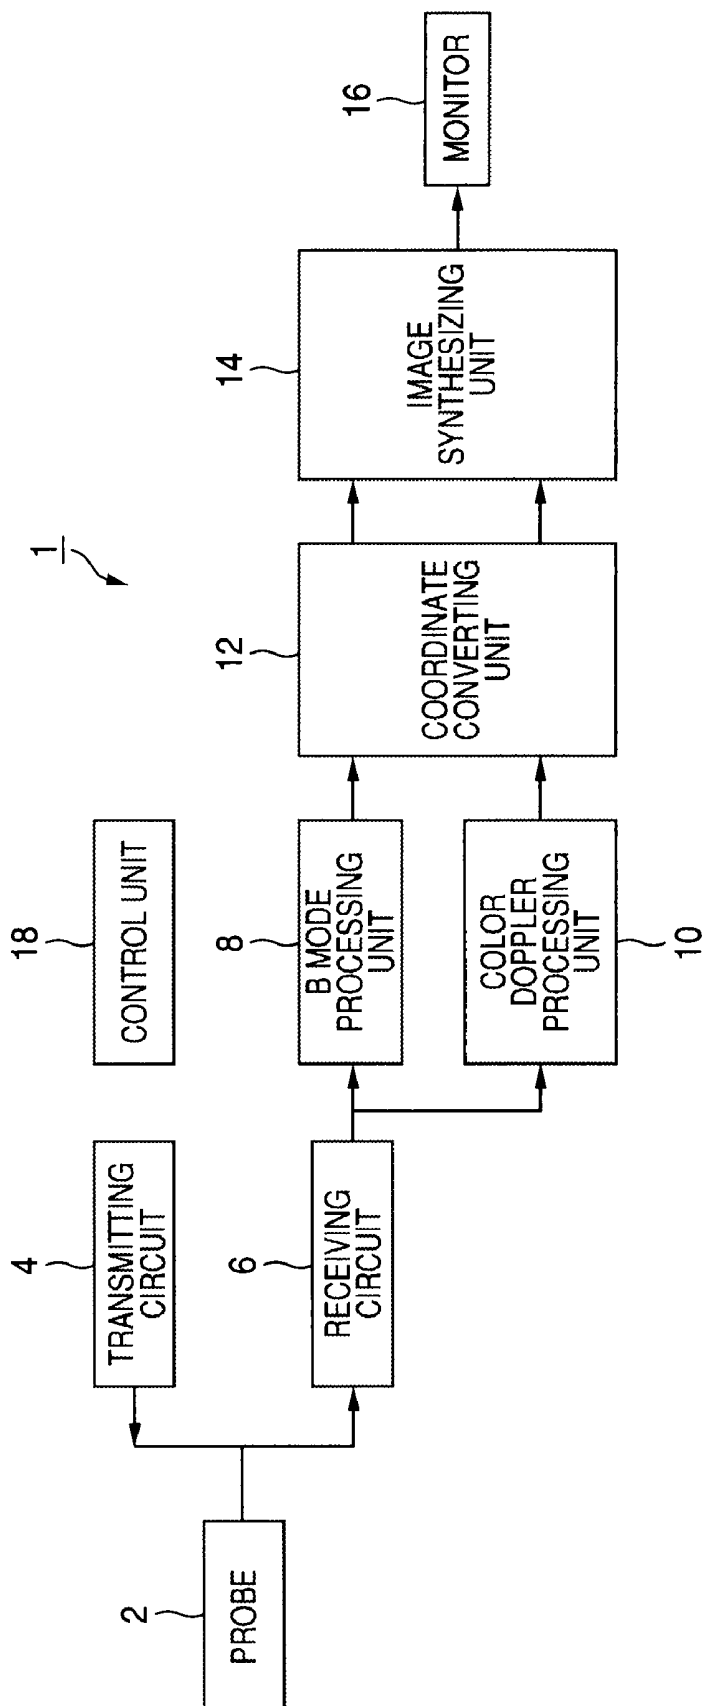 1
2
PROBE
4
TRANSMITTING
CIRCUIT
6
RECEIVING
CIRCUIT
18
CONTROL UNIT
8
B MODE
PROCESSING
UNIT
COLOR
DOPPLER
PROCESSING
UNIT
10
12
COORDINATE
CONVERTING
UNIT
14
IMAGE
SYNTHESIZING
UNIT
16
MONITOR